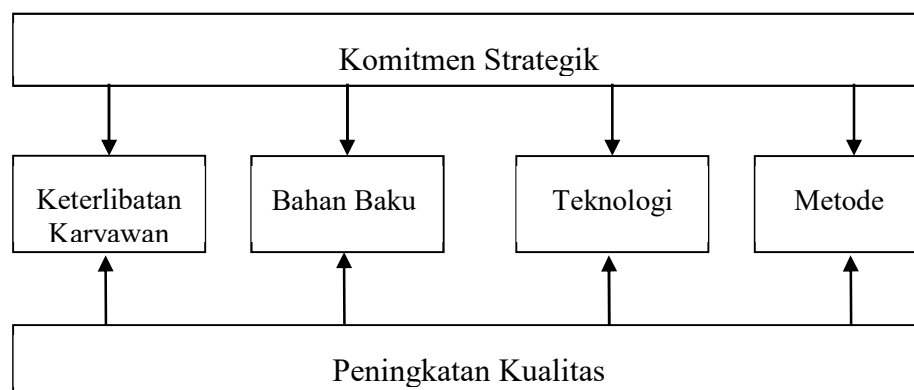 Komitmen Strategik
Keterlibatan
Karyawan
Bahan Baku
Teknologi
Metode
Peningkatan Kualitas